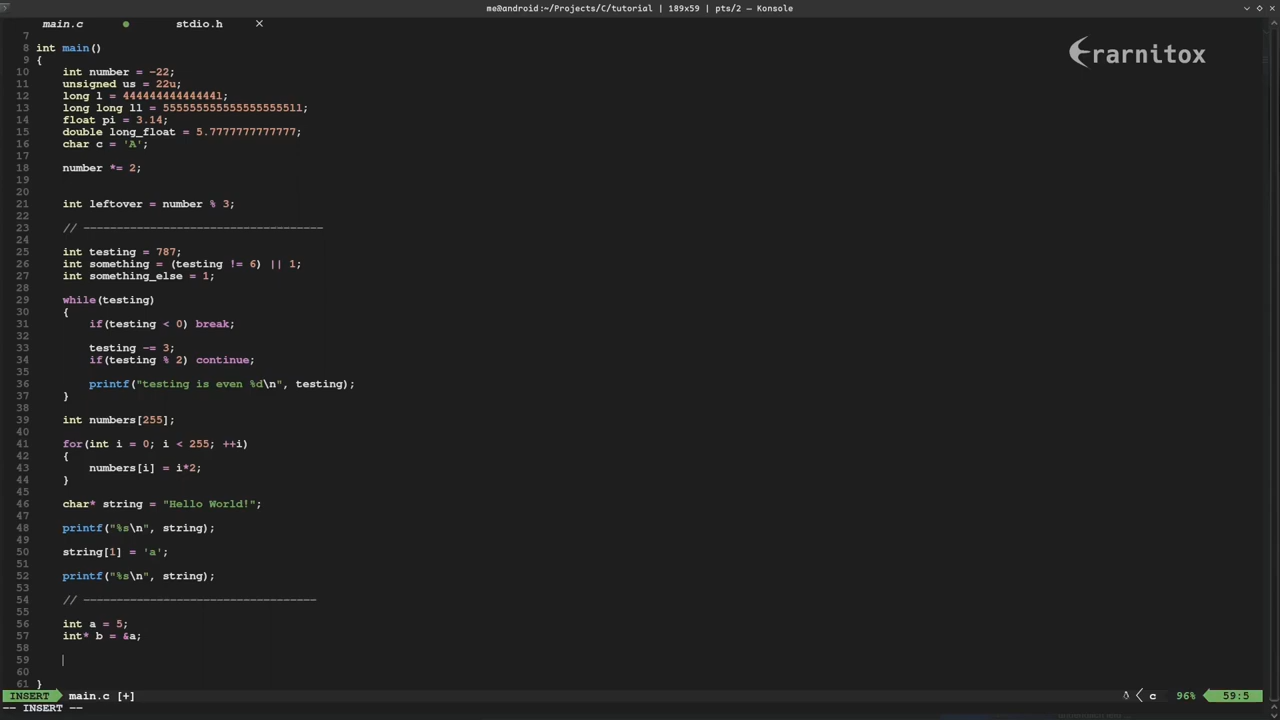 me@android:~/Projects/C/tutorial | 189x59 | pts/2 — Konsole
main.c stdio.h
rarnitox
7
8 int main()
9 {
10 int number = -22;
11 unsigned us = 22u;
12 long l = 444444444444444l;
13 long long ll = 5555555555555555555ll;
14 float pi = 3.14;
15 double long_float = 5.7777777777777;
16 char c = 'A';
17
18 number *= 2;
19
20
21 int leftover = number % 3;
22
23 // ------------------------------------
24
25 int testing = 787;
26 int something = (testing != 6) || 1;
27 int something_else = 1;
28
29 while(testing)
30 {
31 if(testing < 0) break;
32
33 testing -= 3;
34 if(testing % 2) continue;
35
36 printf("testing is even %d\n", testing);
37 }
38
39 int numbers[255];
40
41 for(int i = 0; i < 255; ++i)
42 {
43 numbers[i] = i*2;
44 }
45
46 char* string = "Hello World!";
47
48 printf("%s\n", string);
49
50 string[1] = 'a';
51
52 printf("%s\n", string);
53
54 // -----------------------------------
55
56 int a = 5;
57 int* b = &a;
58
59
60
61 }
INSERT main.c [+] c 96% 59:5
-- INSERT --